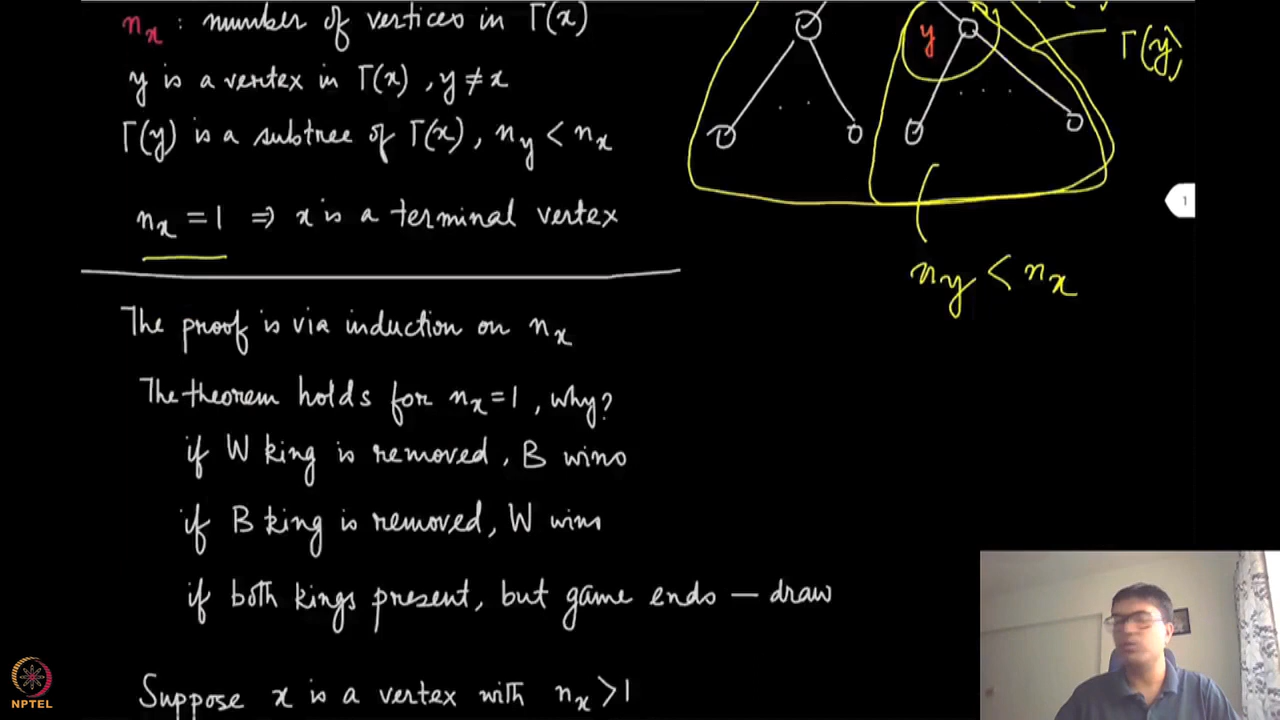 n_x : number of vertices in Γ(x)
y is a vertex in Γ(x) , y ≠ x
Γ(y) is a subtree of Γ(x), n_y < n_x
n_x = 1 ⇒ x is a terminal vertex
y
Γ(y)
n_y < n_x
1
The proof is via induction on n_x
The theorem holds for n_x = 1 , why?
if W king is removed, B wins
if B king is removed, W wins
if both kings present, but game ends — draw
Suppose x is a vertex with n_x > 1
NPTEL